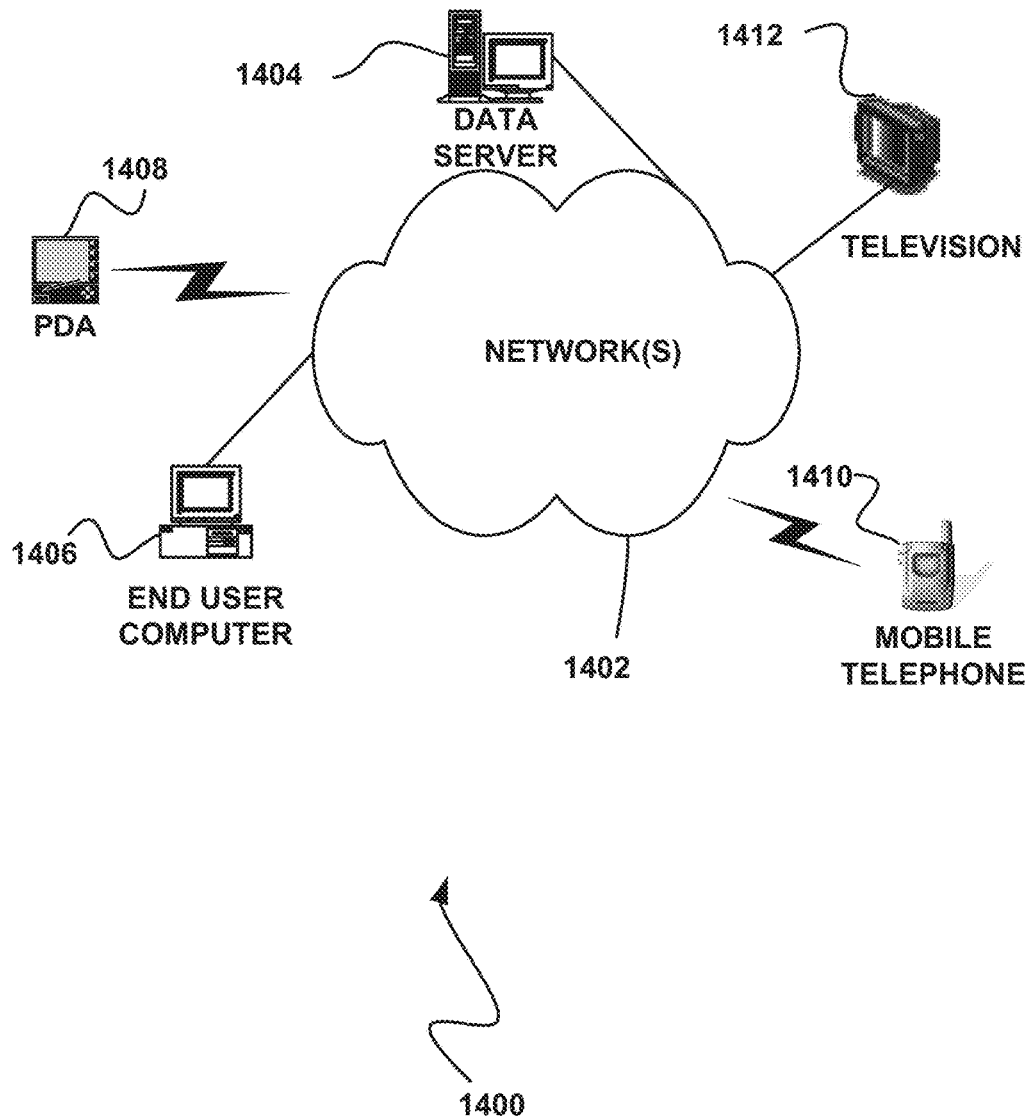 1404
DATA
SERVER
1412
TELEVISION
1408
PDA
NETWORK(S)
1406
END USER
COMPUTER
1410
MOBILE
TELEPHONE
1402
1400